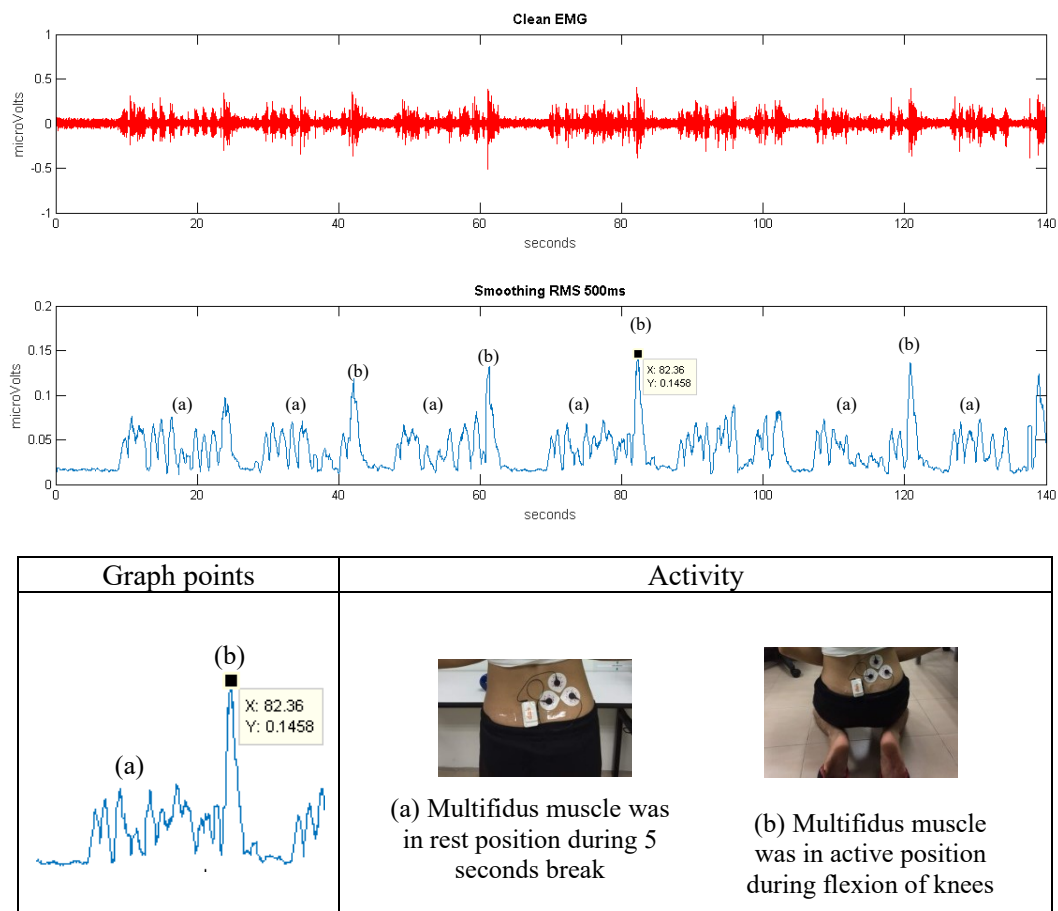 Clean EMG
1
0.5
0
-0.5
-1
microVolts
0 20 40 60 80 100 120 140
seconds
Smoothing RMS 500ms
0.2
0.15
0.1
0.05
0
microVolts
(a) (a) (b) (a) (b) (a) (b) (a) (b) (a)
X: 82.36
Y: 0.1458
0 20 40 60 80 100 120 140
seconds
Graph points Activity
(b)
X: 82.36
Y: 0.1458
(a)
(a) Multifidus muscle was
in rest position during 5
seconds break
(b) Multifidus muscle
was in active position
during flexion of knees